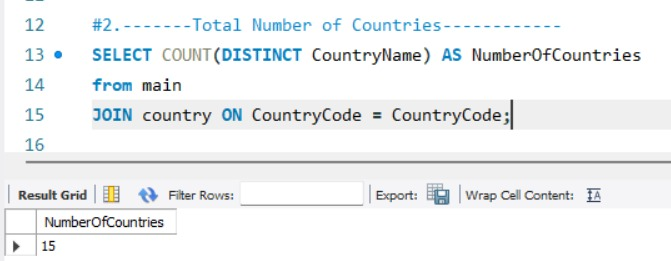 12 #2.-------Total Number of Countries------------
13 SELECT COUNT(DISTINCT CountryName) AS NumberOfCountries
14 from main
15 JOIN country ON CountryCode = CountryCode;
16
Result Grid Filter Rows: Export: Wrap Cell Content: IA
NumberOfCountries
15